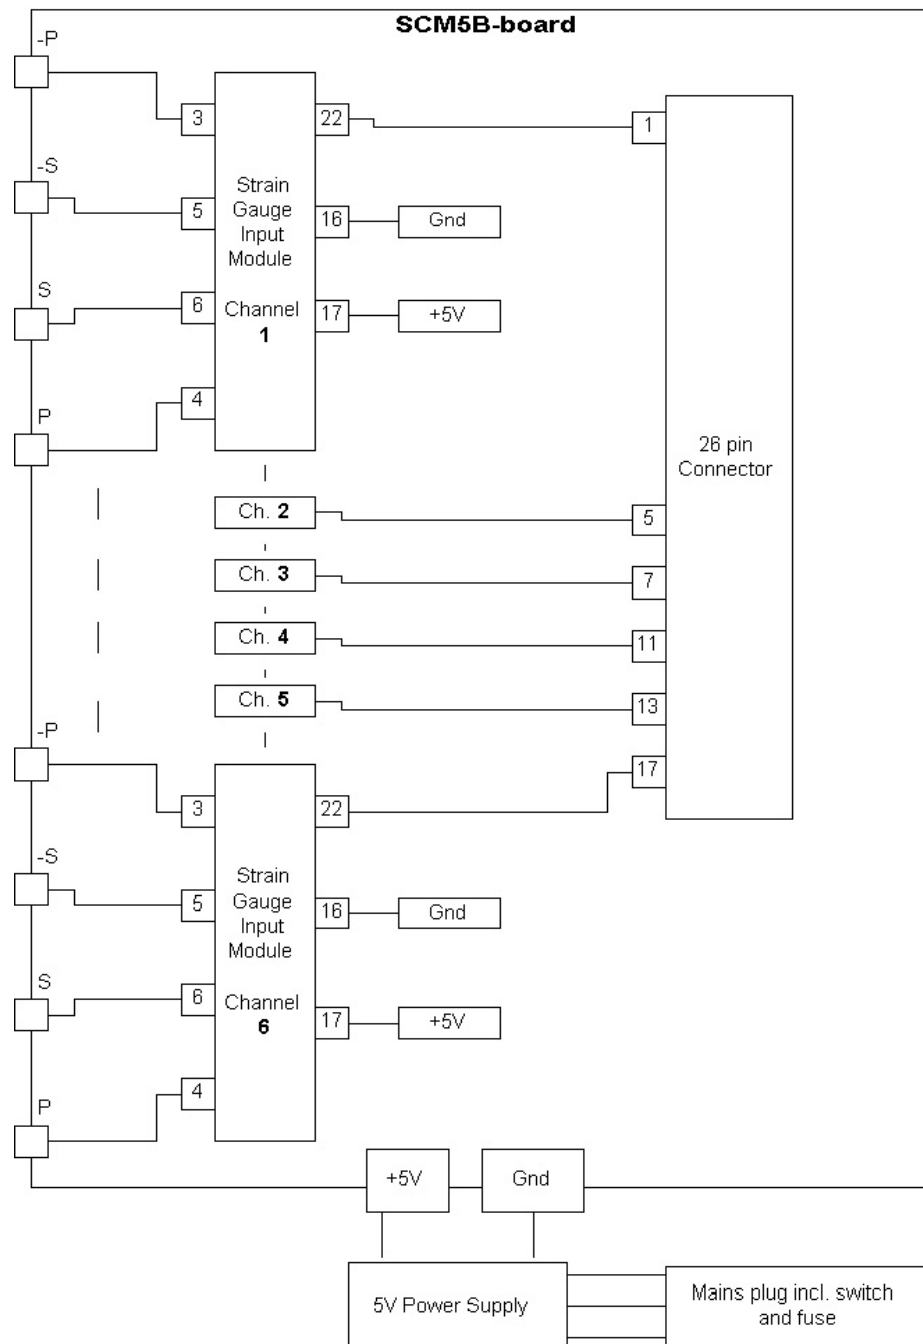 SCM5B-board
-P
3
22
1
-S
Strain
Gauge
Input
Module
5
16
Gnd
S
6
Channel
1
17
+5V
P
4
26 pin
Connector
Ch. 2
5
Ch. 3
7
Ch. 4
11
Ch. 5
13
-P
17
3
22
-S
Strain
Gauge
Input
Module
5
16
Gnd
S
6
Channel
6
17
+5V
P
4
+5V
Gnd
5V Power Supply
Mains plug incl. switch
and fuse